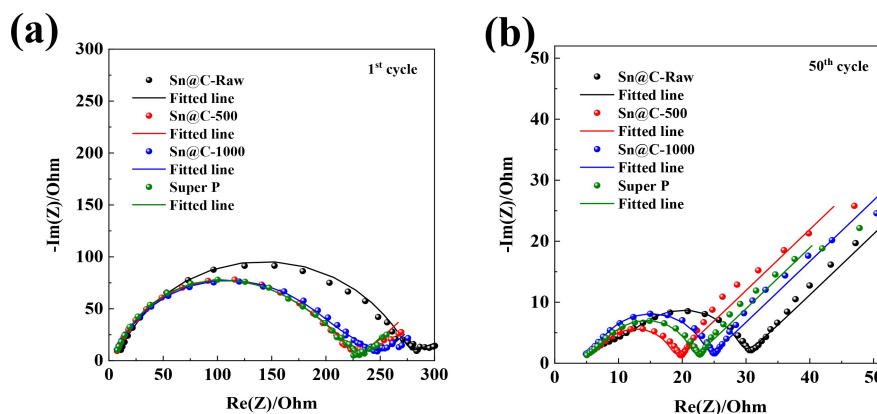 (a)
300
250
200
150
100
50
0
-Im(Z)/Ohm
1st cycle
Sn@C-Raw
Fitted line
Sn@C-500
Fitted line
Sn@C-1000
Fitted line
Super P
Fitted line
0 50 100 150 200 250 300
Re(Z)/Ohm
(b)
50
40
30
20
10
0
-Im(Z)/Ohm
50th cycle
Sn@C-Raw
Fitted line
Sn@C-500
Fitted line
Sn@C-1000
Fitted line
Super P
Fitted line
0 10 20 30 40 50
Re(Z)/Ohm